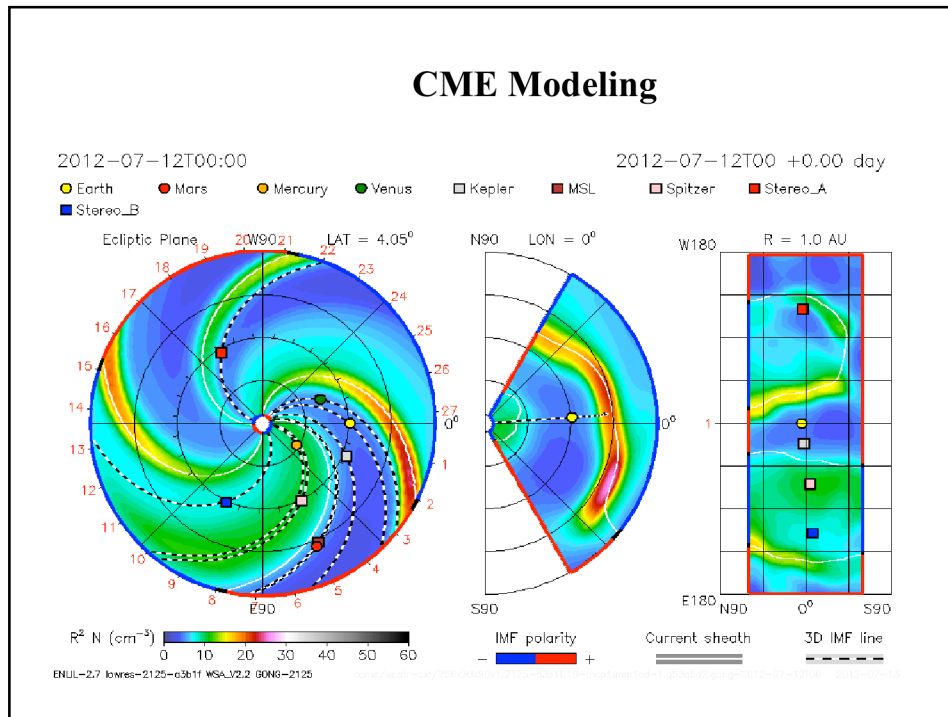 CME Modeling
2012-07-12T00:00
2012-07-12T00 +0.00 day
Earth Mars Mercury Venus Kepler MSL Spitzer Stereo_A
Stereo_B
Ecliptic Plane W90 LAT = 4.05°
N90 LON = 0°
W180 R = 1.0 AU
20 21 22 23 24 25 26 27
19 18 17 16 15 14 13 12 11 10 9 8 7 6 5 4 3 2 1
0°
E90
0°
S90
1
E180
N90 0° S90
R² N (cm⁻³)
0 10 20 30 40 50 60
IMF polarity
- +
Current sheath
3D IMF line
ENLIL-2.7 lowres-2125-a3b1f WSA_V2.2 GONG-2125